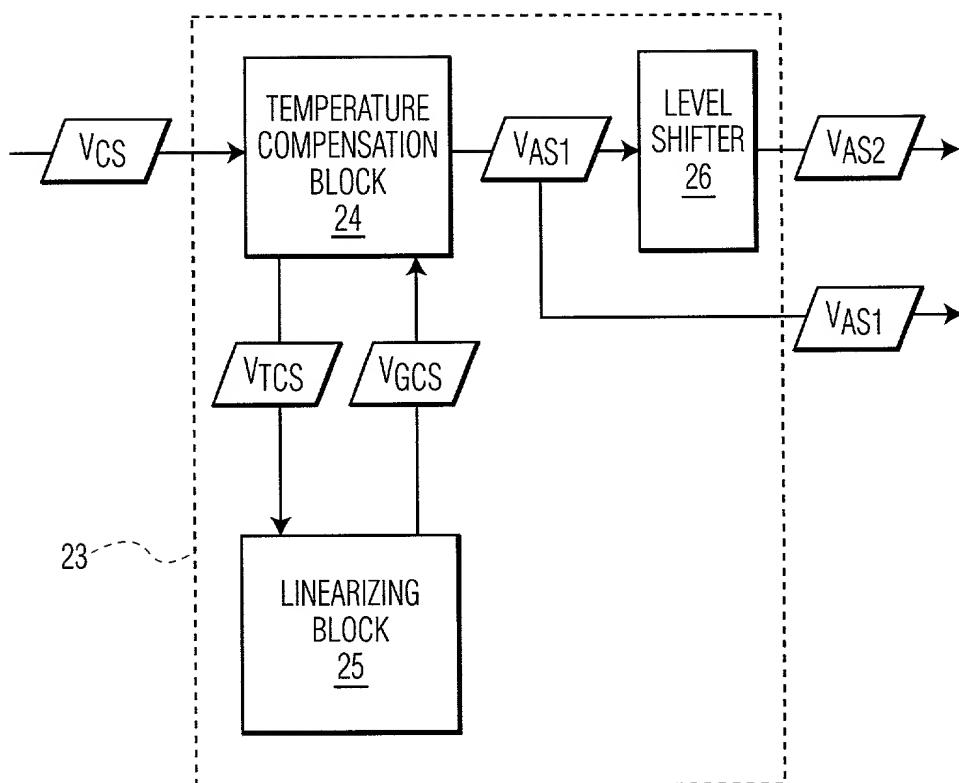 VCS
TEMPERATURE
COMPENSATION
BLOCK
24
VAS1
LEVEL
SHIFTER
26
VAS2
VAS1
VTCS
VGCS
23
LINEARIZING
BLOCK
25